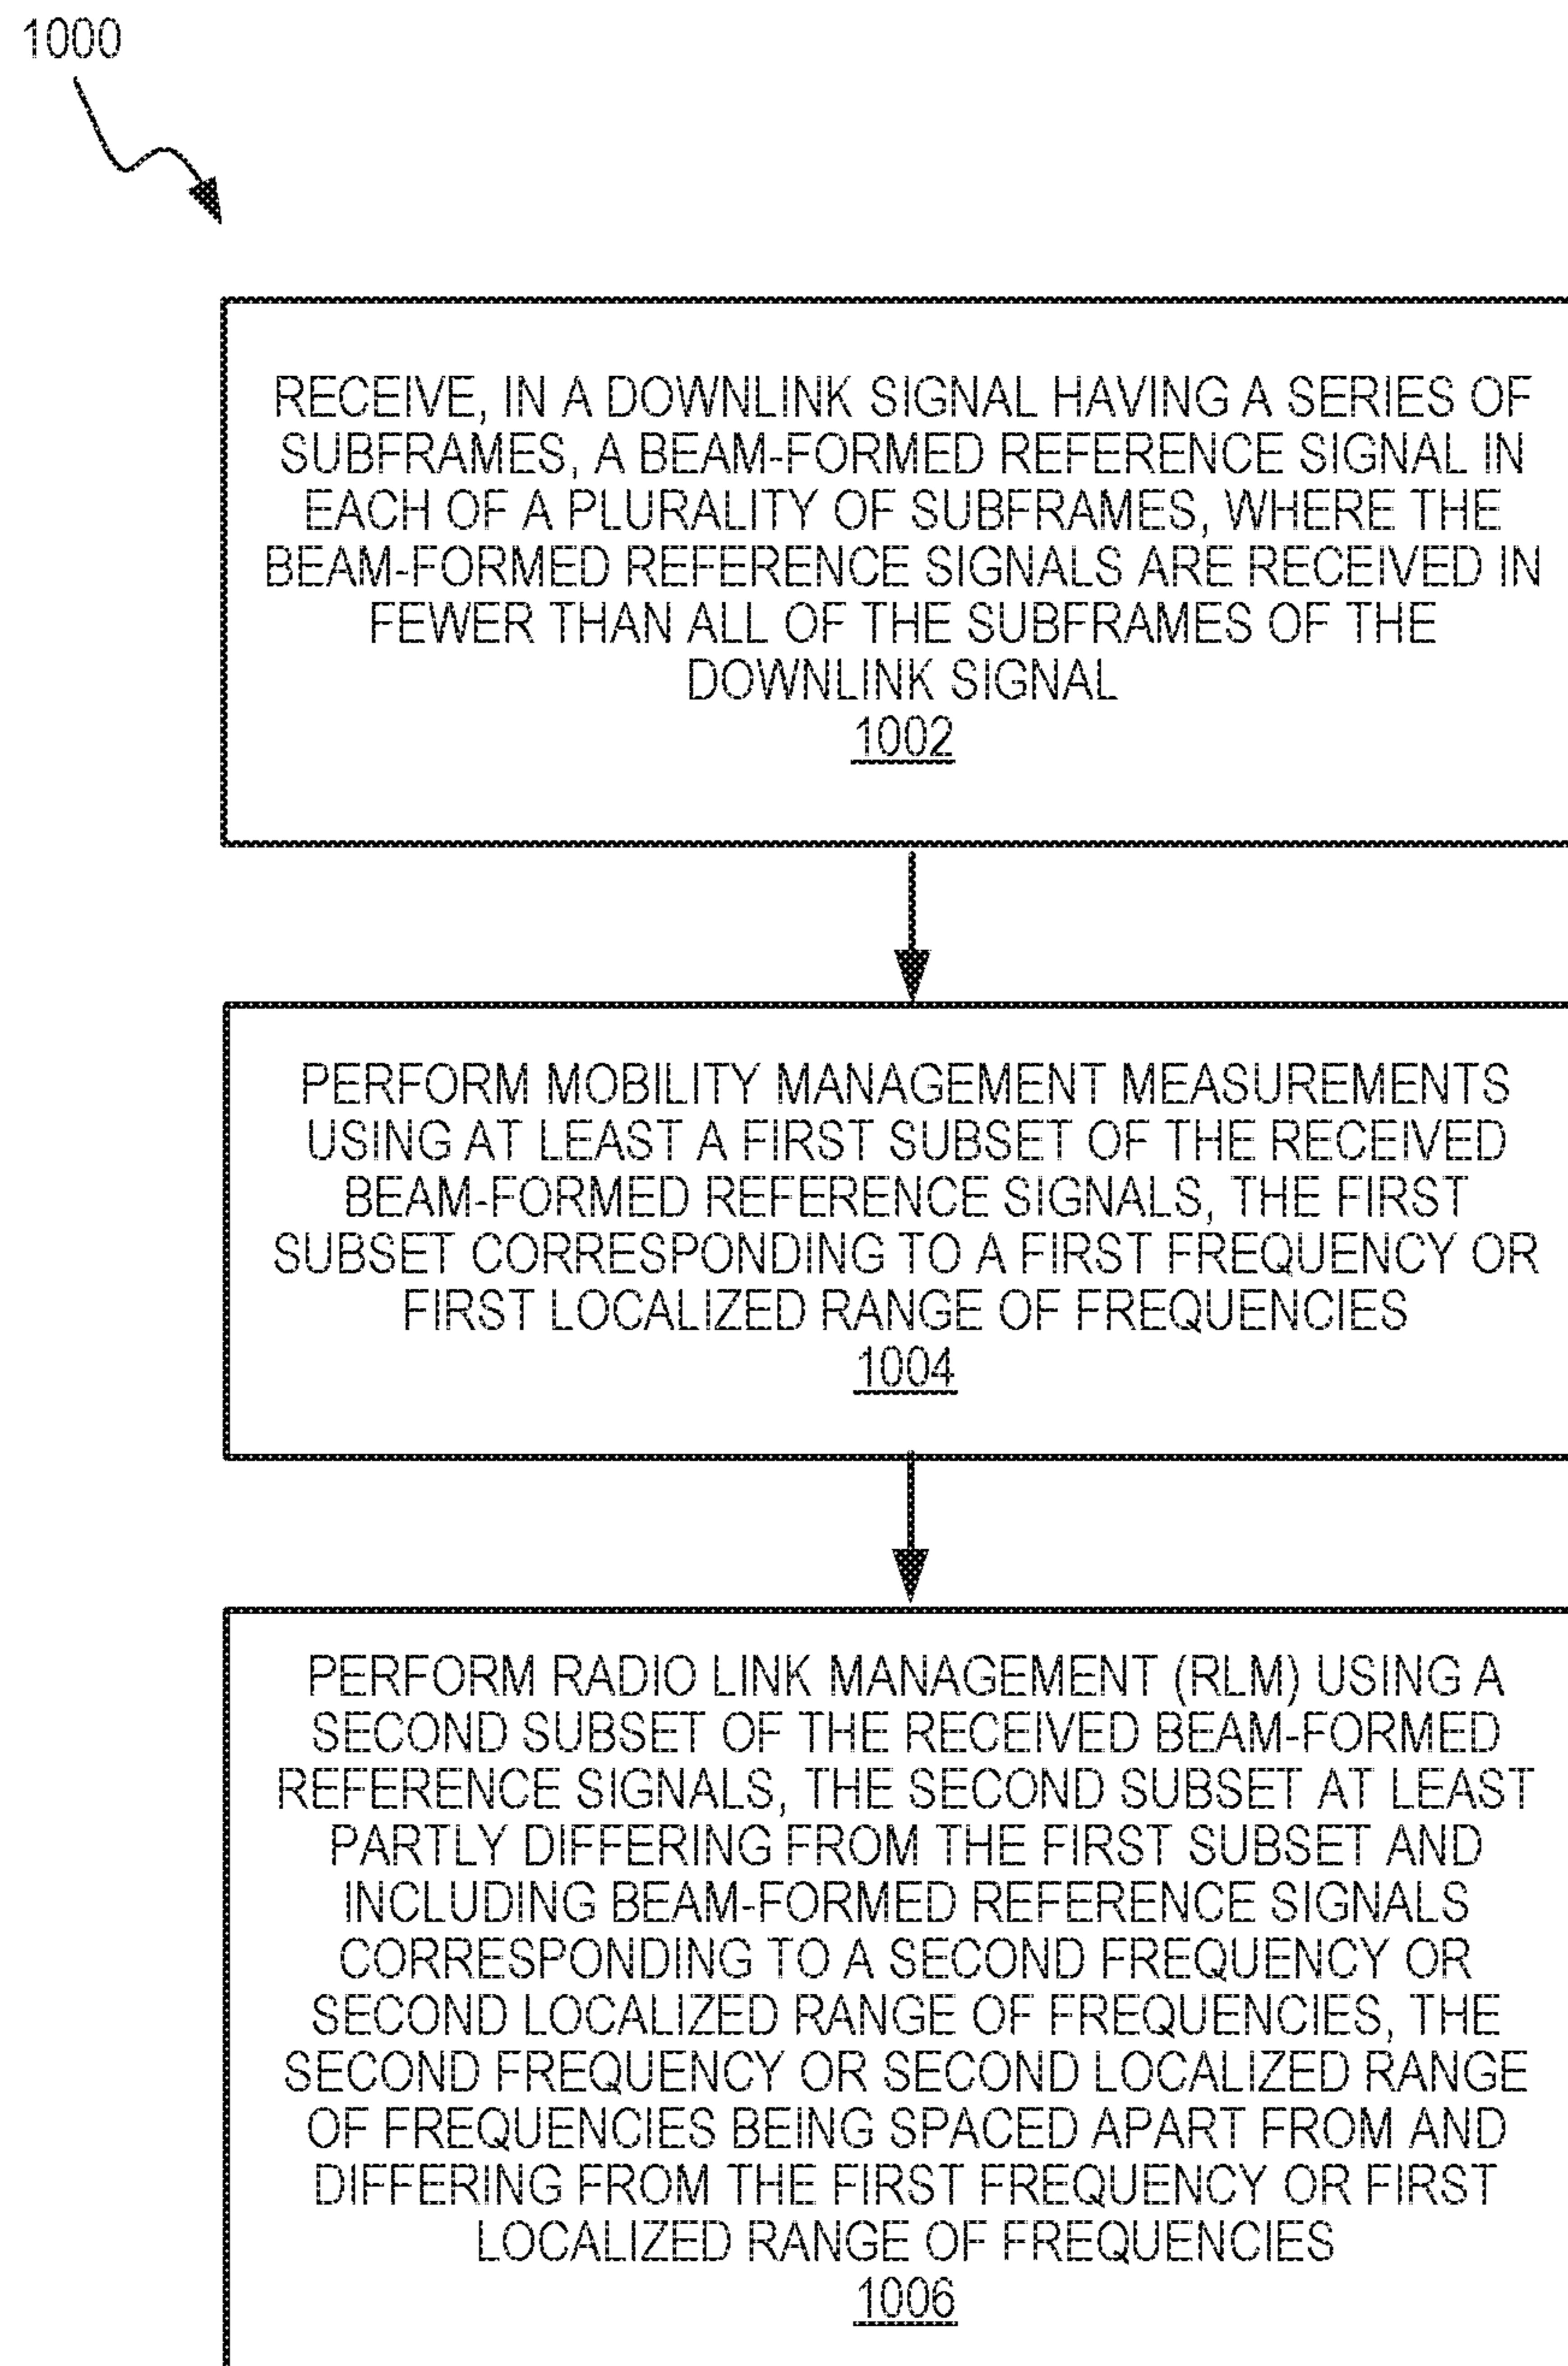 1000
RECEIVE, IN A DOWNLINK SIGNAL HAVING A SERIES OF
SUBFRAMES, A BEAM-FORMED REFERENCE SIGNAL IN
EACH OF A PLURALITY OF SUBFRAMES, WHERE THE
BEAM-FORMED REFERENCE SIGNALS ARE RECEIVED IN
FEWER THAN ALL OF THE SUBFRAMES OF THE
DOWNLINK SIGNAL
1002
PERFORM MOBILITY MANAGEMENT MEASUREMENTS
USING AT LEAST A FIRST SUBSET OF THE RECEIVED
BEAM-FORMED REFERENCE SIGNALS, THE FIRST
SUBSET CORRESPONDING TO A FIRST FREQUENCY OR
FIRST LOCALIZED RANGE OF FREQUENCIES
1004
PERFORM RADIO LINK MANAGEMENT (RLM) USING A
SECOND SUBSET OF THE RECEIVED BEAM-FORMED
REFERENCE SIGNALS, THE SECOND SUBSET AT LEAST
PARTLY DIFFERING FROM THE FIRST SUBSET AND
INCLUDING BEAM-FORMED REFERENCE SIGNALS
CORRESPONDING TO A SECOND FREQUENCY OR
SECOND LOCALIZED RANGE OF FREQUENCIES, THE
SECOND FREQUENCY OR SECOND LOCALIZED RANGE
OF FREQUENCIES BEING SPACED APART FROM AND
DIFFERING FROM THE FIRST FREQUENCY OR FIRST
LOCALIZED RANGE OF FREQUENCIES
1006